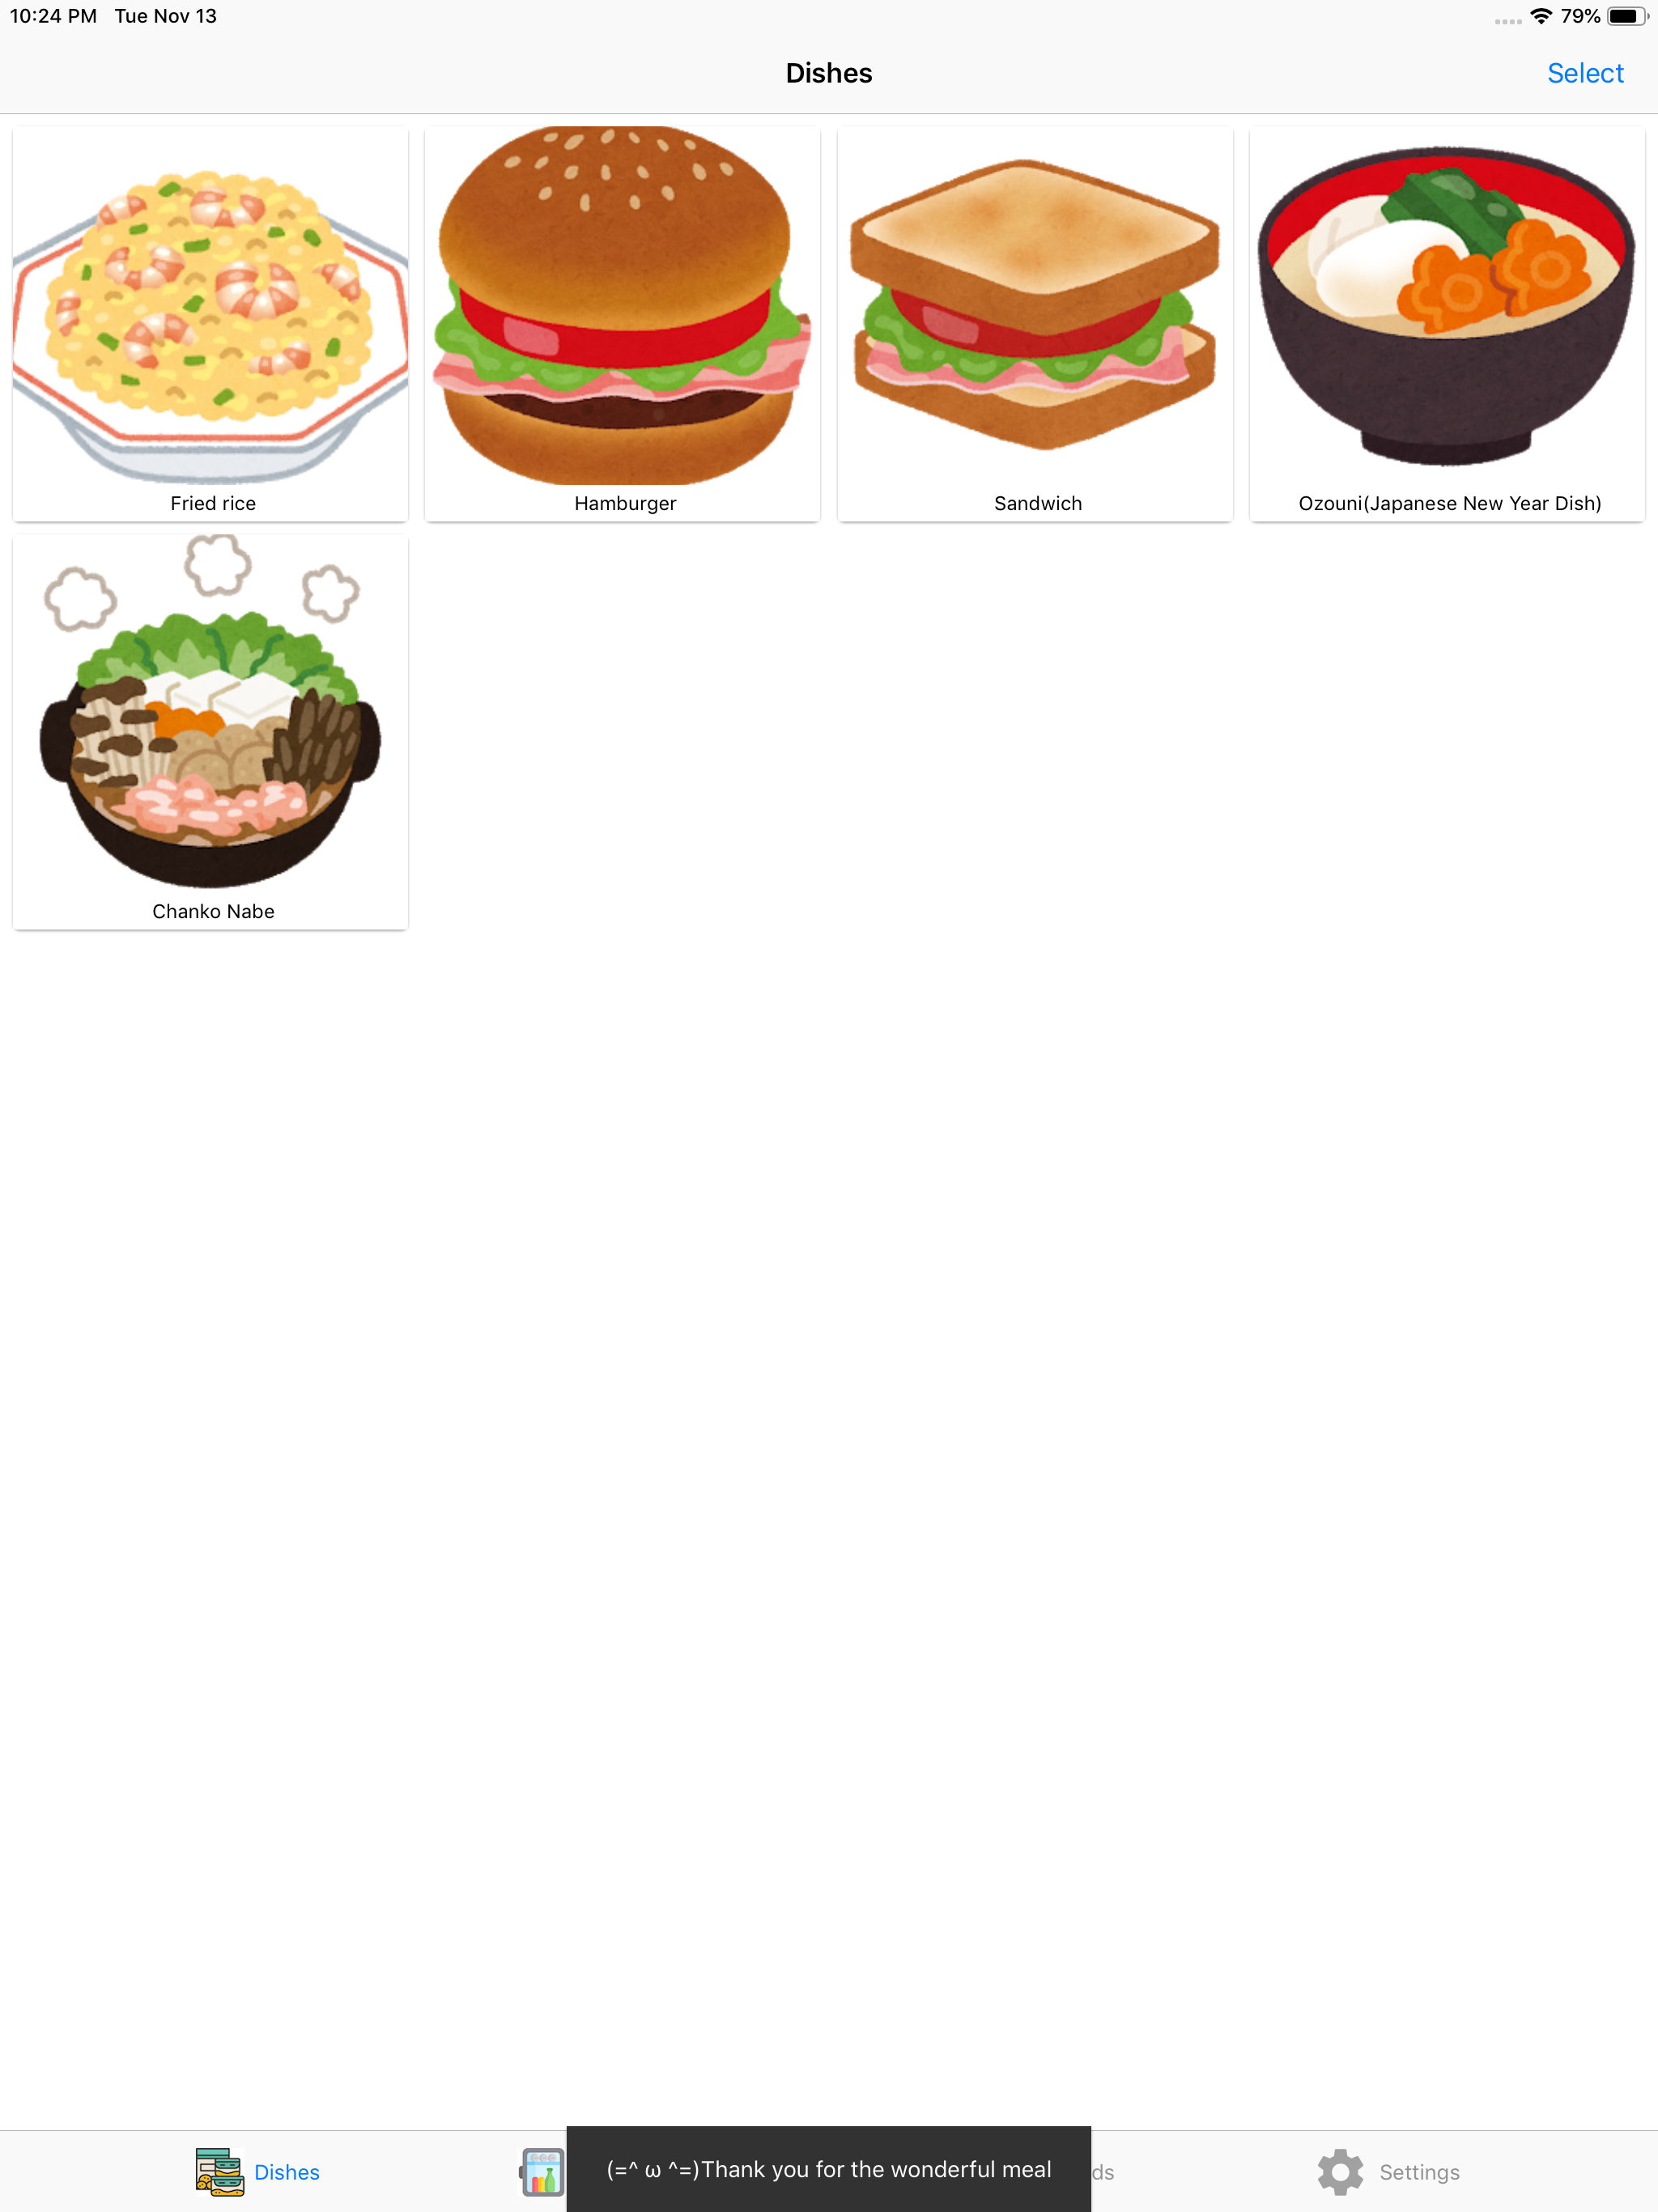 10:24 PM Tue Nov 13 79%
Dishes
Select
Fried rice
Hamburger
Sandwich
Ozouni(Japanese New Year Dish)
Chanko Nabe
Dishes
(=^ ω ^=)Thank you for the wonderful meal
ds
Settings